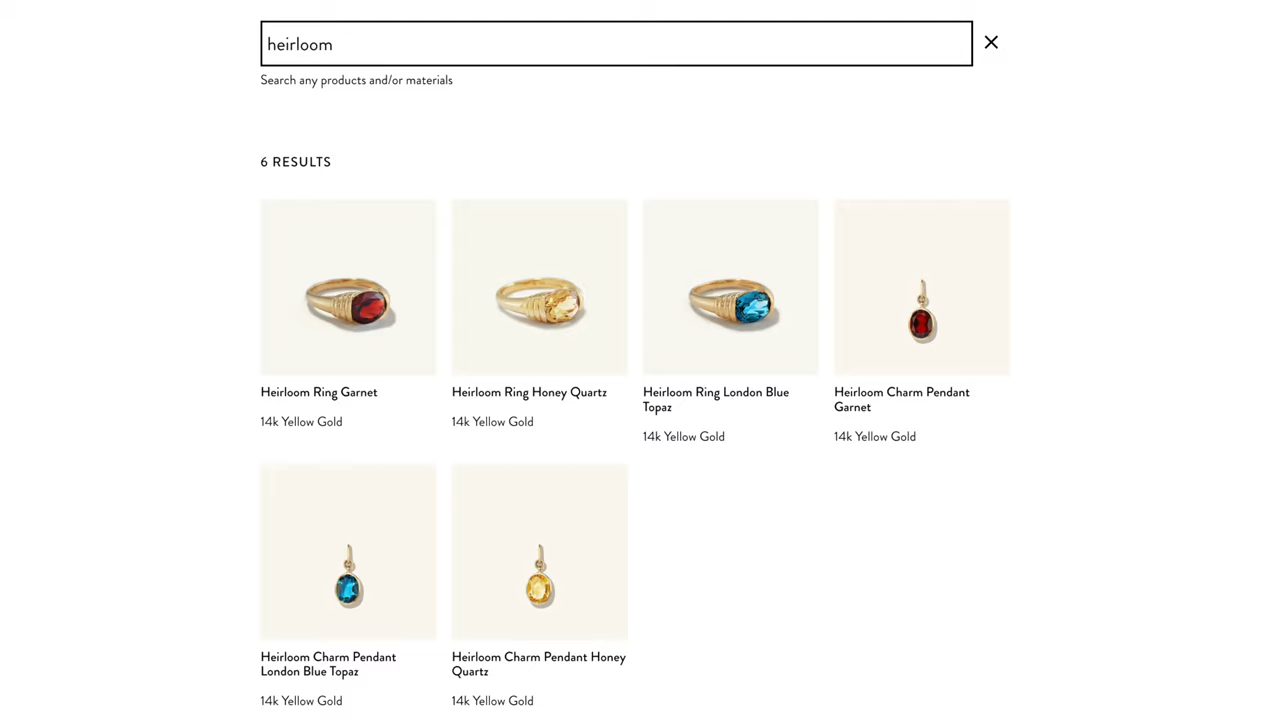 heirloom
Search any products and/or materials
6 RESULTS
Heirloom Ring Garnet
14k Yellow Gold
Heirloom Ring Honey Quartz
14k Yellow Gold
Heirloom Ring London Blue
Topaz
14k Yellow Gold
Heirloom Charm Pendant
Garnet
14k Yellow Gold
Heirloom Charm Pendant
London Blue Topaz
14k Yellow Gold
Heirloom Charm Pendant Honey
Quartz
14k Yellow Gold